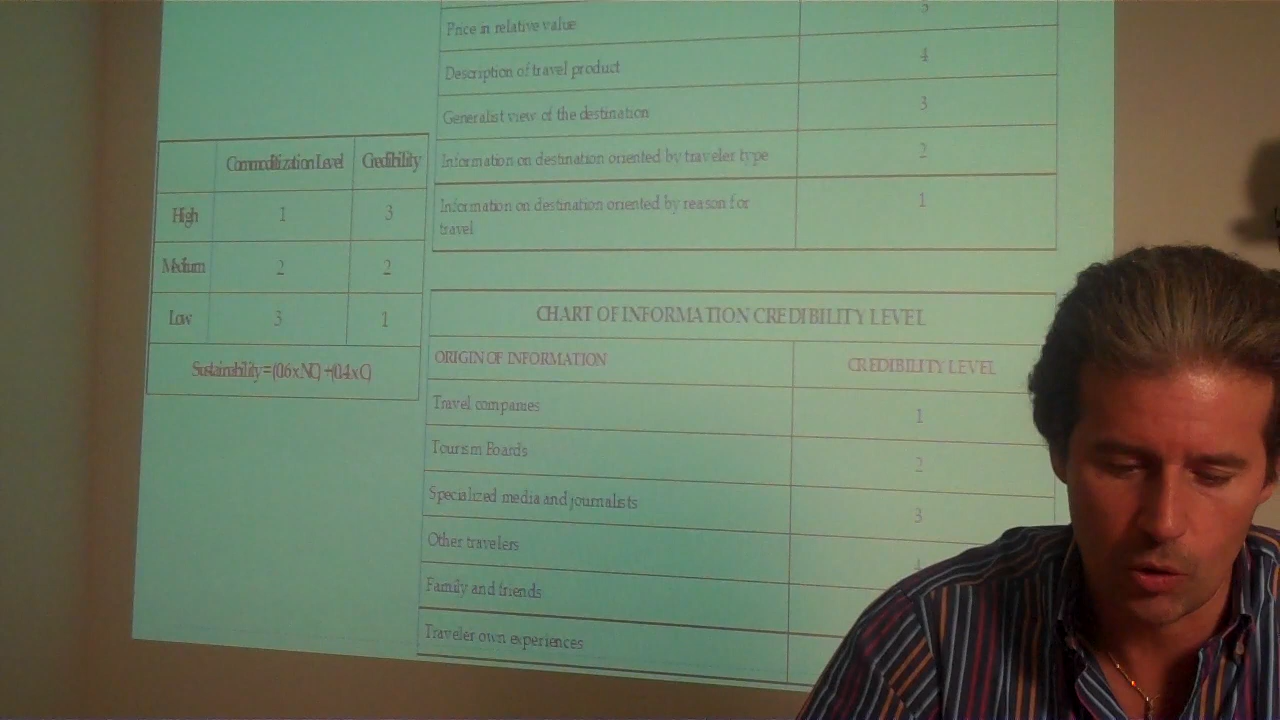 5
Price in relative value
Description of travel product 4
Generalist view of the destination 3
Information on destination oriented by traveler type 2
Information on destination oriented by reason for 1
travel
Commoditization Level Credibility
High 1 3
Medium 2 2
Low 3 1
Sustainability = (0.6 x NC) + (0.4 x C)
CHART OF INFORMATION CREDIBILITY LEVEL
ORIGIN OF INFORMATION CREDIBILITY LEVEL
Travel companies 1
Tourism Boards 2
Specialized media and journalists 3
Other travelers 4
Family and friends
Traveler own experiences